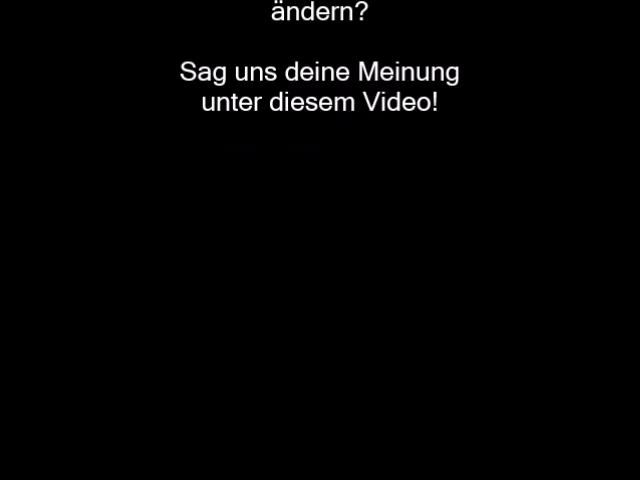 ändern?
Sag uns deine Meinung
unter diesem Video!